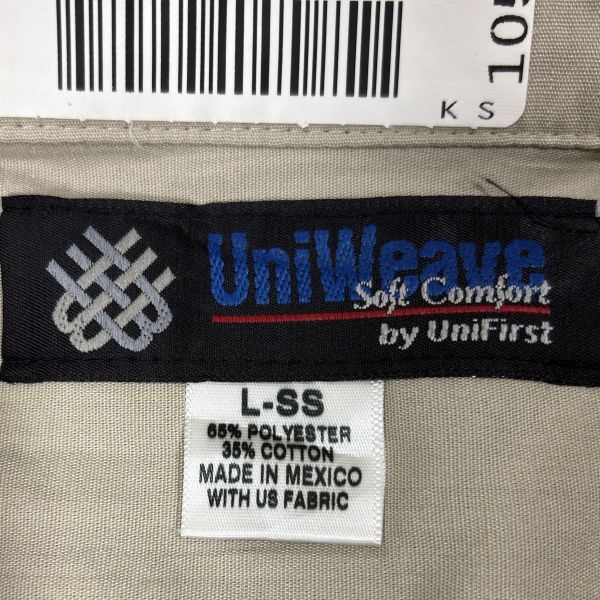 K S
105
UniWeave
Soft Comfort
by UniFirst
L-SS
65% POLYESTER
35% COTTON
MADE IN MEXICO
WITH US FABRIC